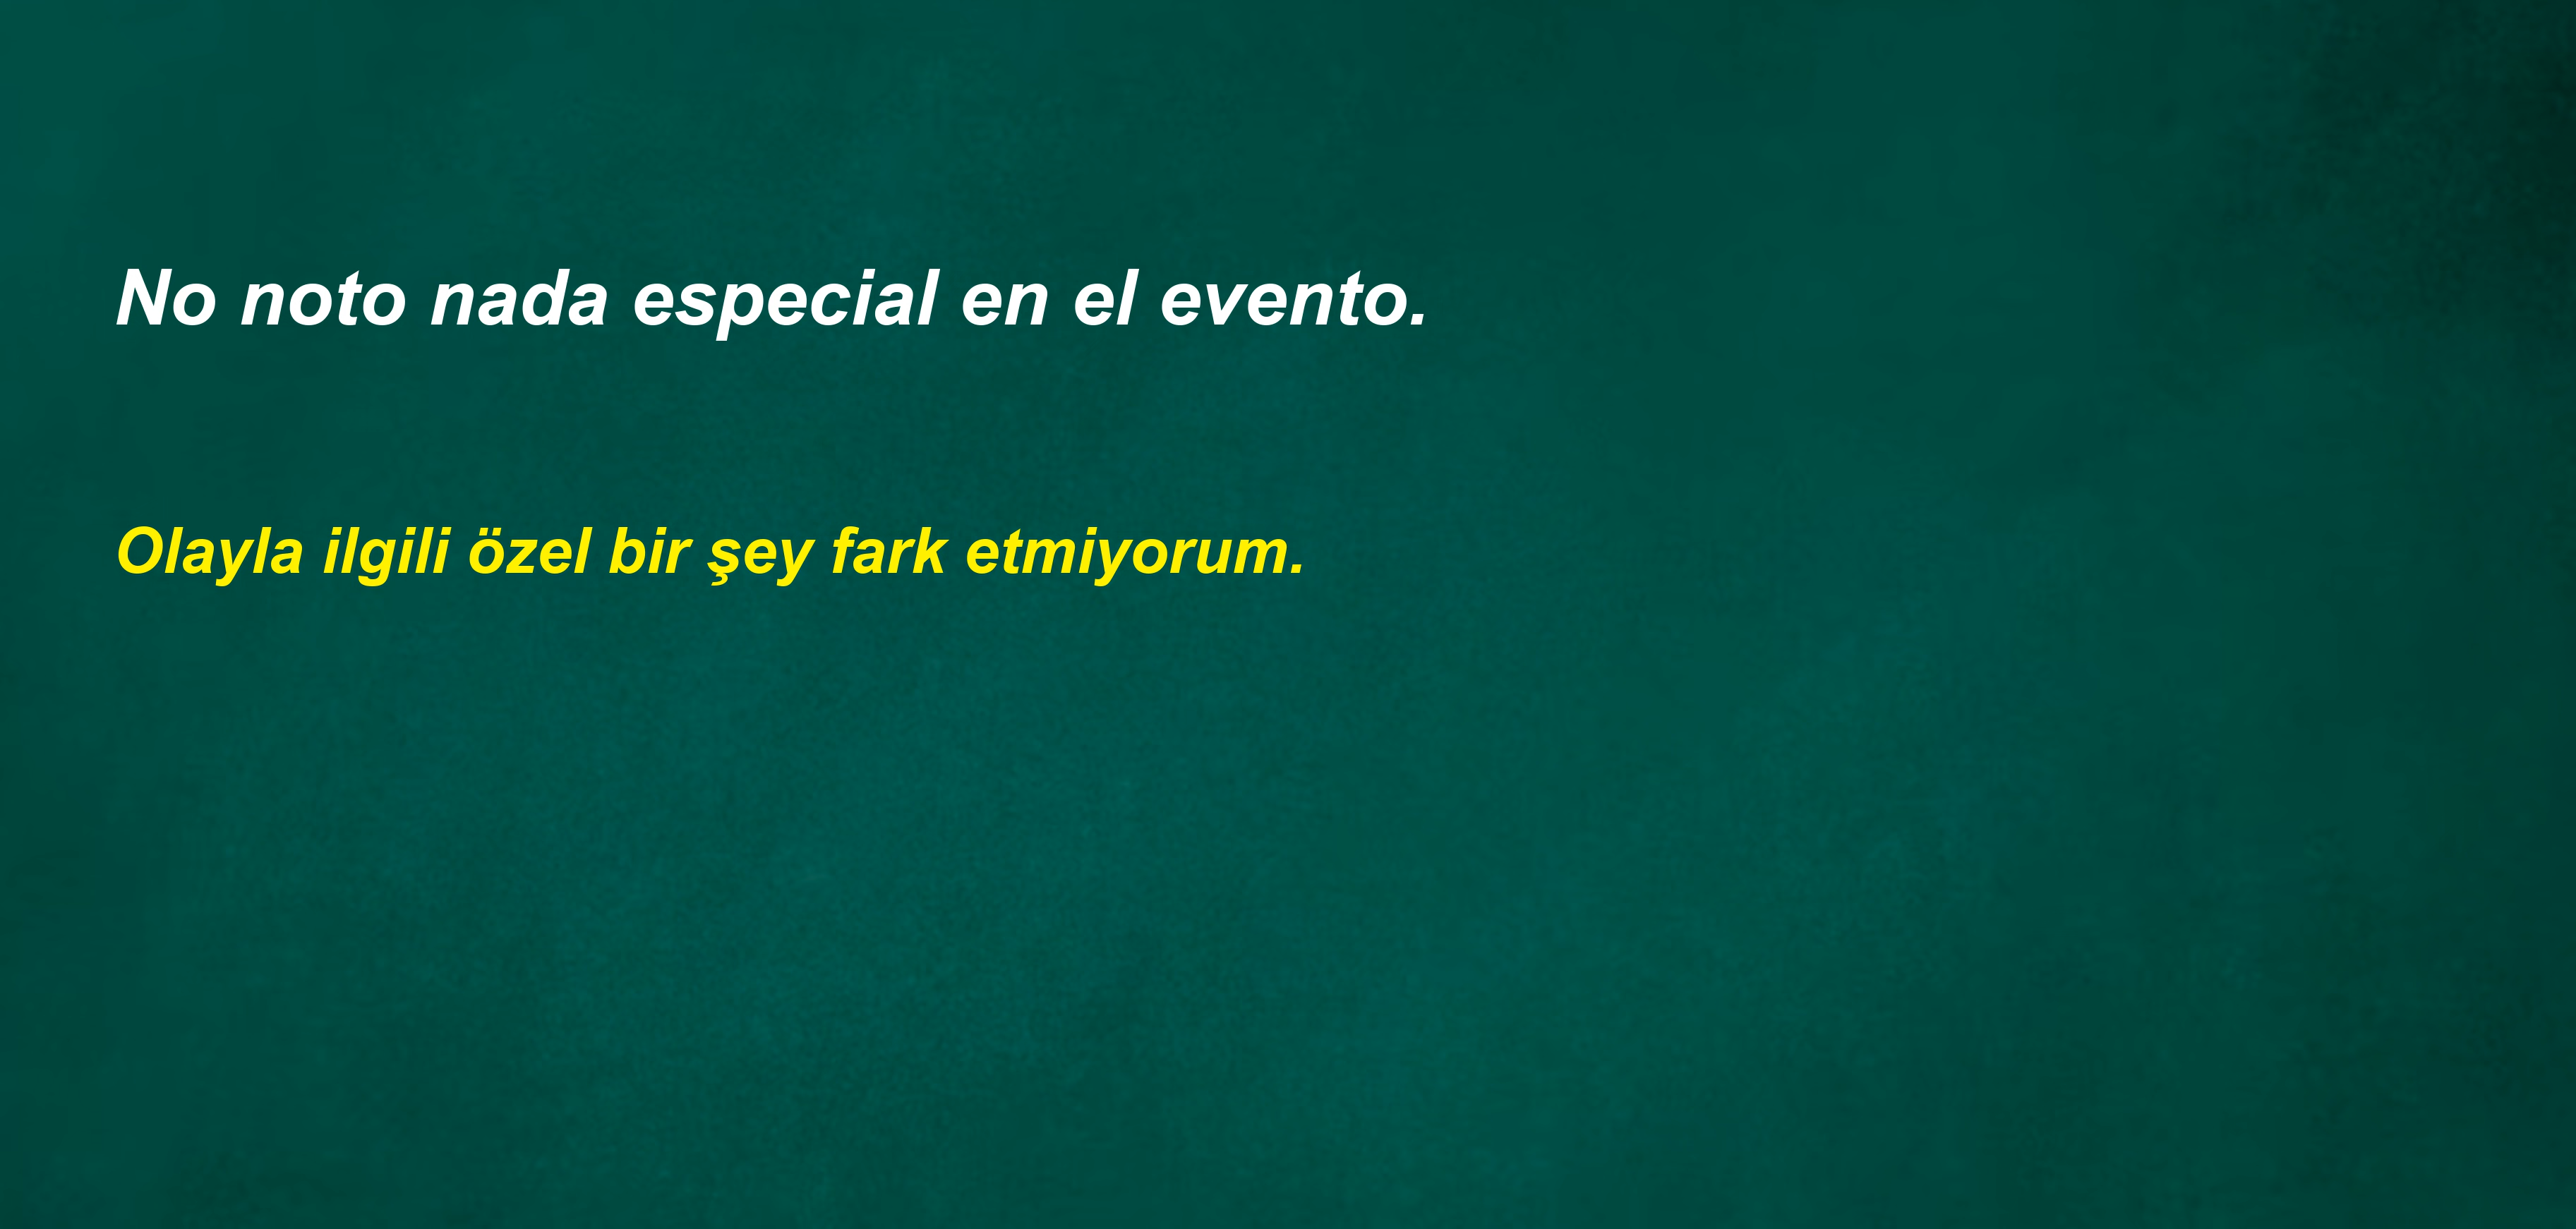 No noto nada especial en el evento.
Olayla ilgili özel bir şey fark etmiyorum.